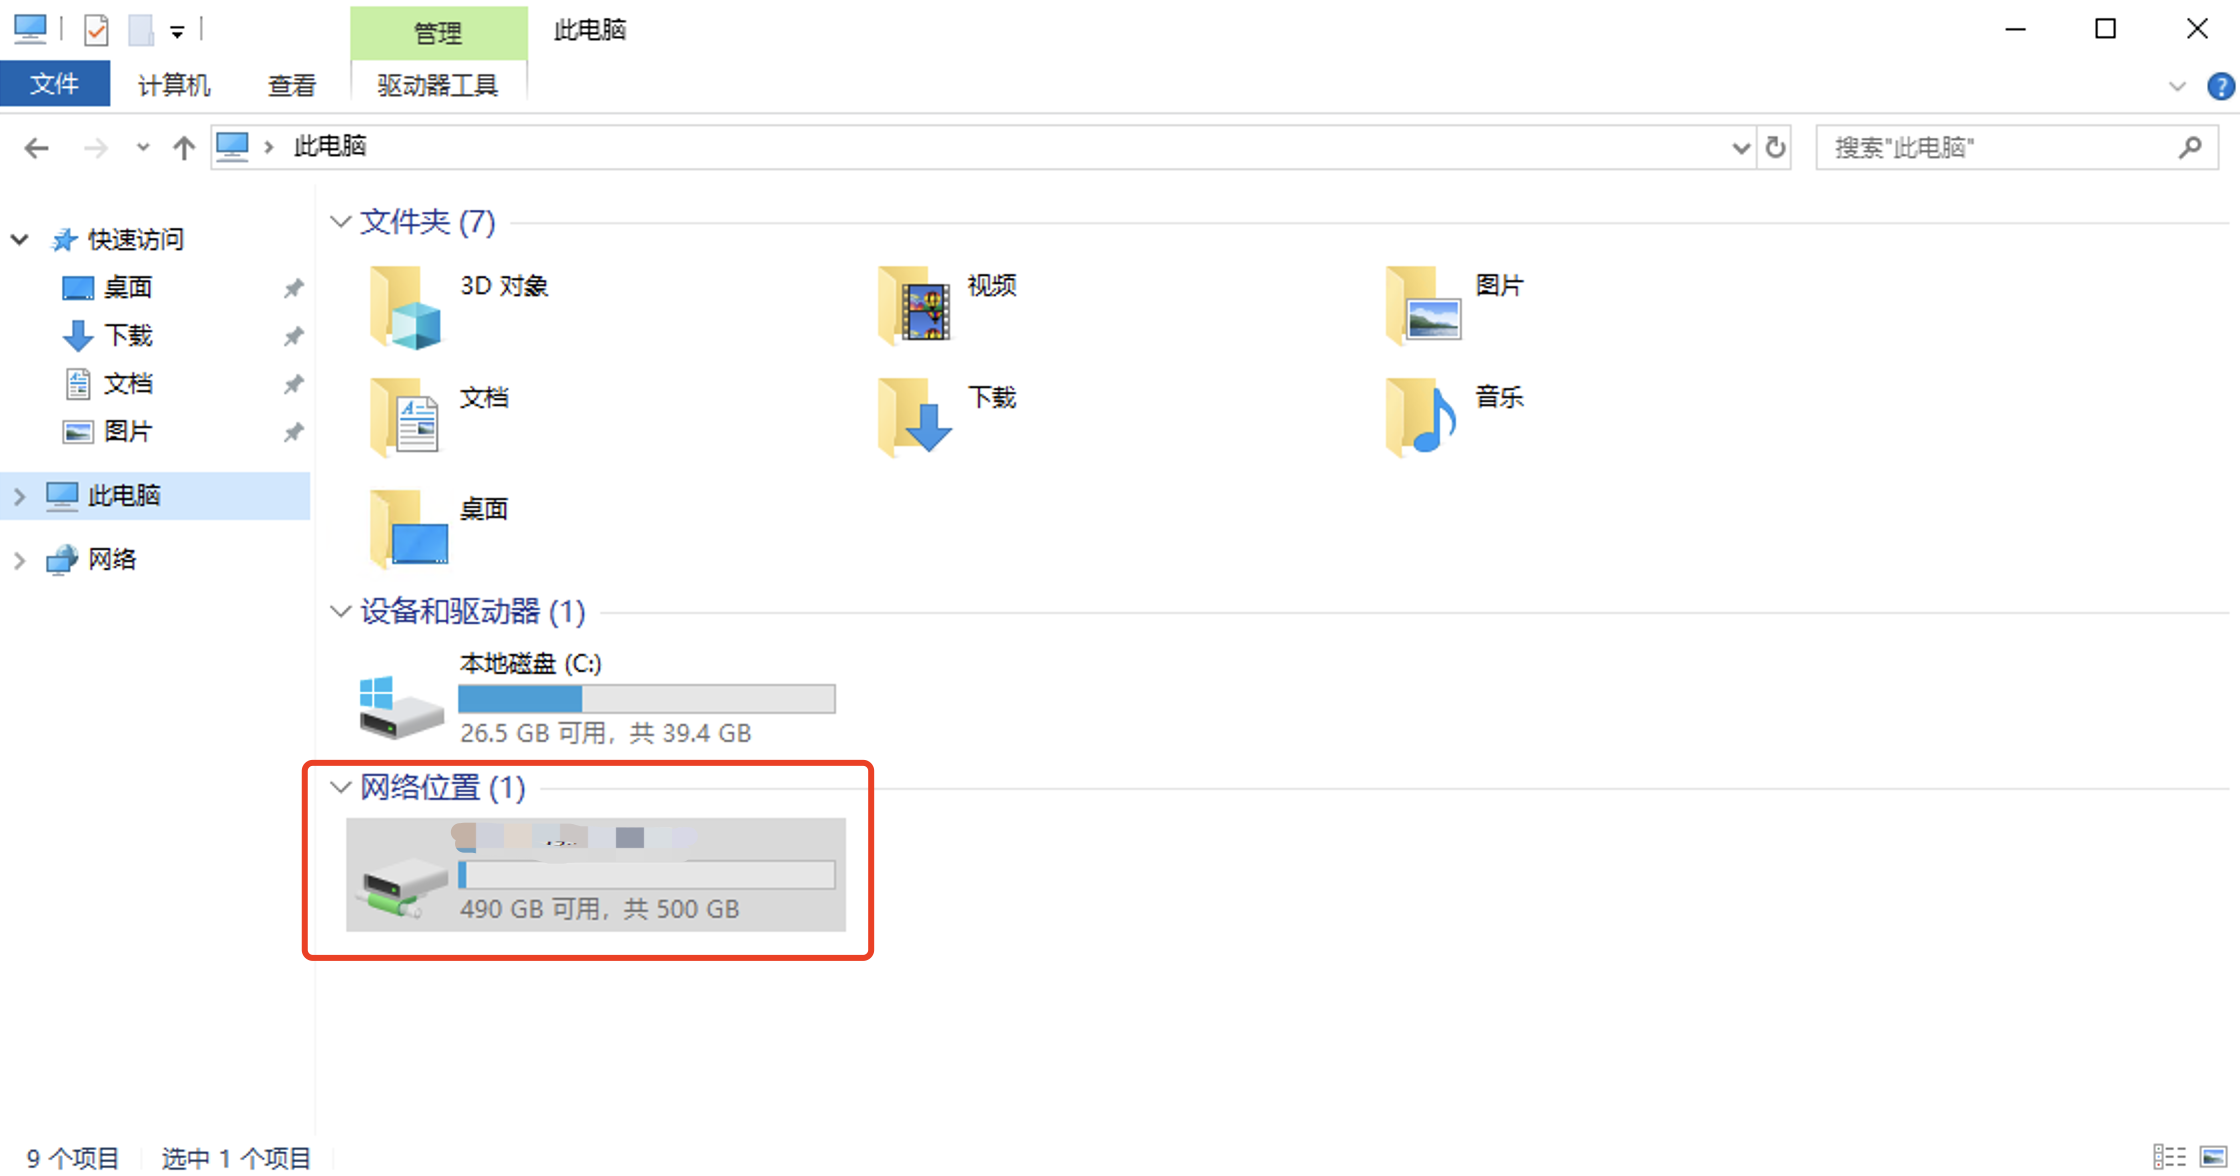 管理
此电脑
文件
计算机
查看
驱动器工具
此电脑
搜索"此电脑"
快速访问
桌面
下载
文档
图片
此电脑
网络
文件夹 (7)
3D 对象
视频
图片
文档
下载
音乐
桌面
设备和驱动器 (1)
本地磁盘 (C:)
26.5 GB 可用，共 39.4 GB
网络位置 (1)
490 GB 可用，共 500 GB
9 个项目
选中 1 个项目